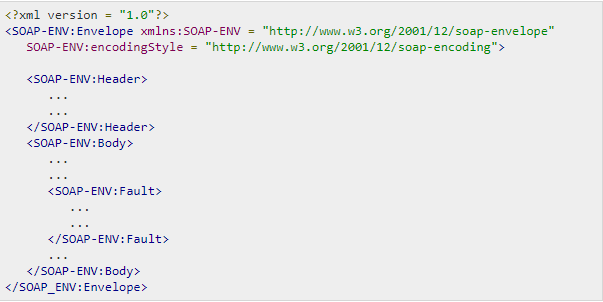 <?xml version = "1.0"?>
<SOAP-ENV:Envelope xmlns:SOAP-ENV = "http://www.w3.org/2001/12/soap-envelope"
   SOAP-ENV:encodingStyle = "http://www.w3.org/2001/12/soap-encoding">
   <SOAP-ENV:Header>
      ...
      ...
   </SOAP-ENV:Header>
   <SOAP-ENV:Body>
      ...
      ...
      <SOAP-ENV:Fault>
         ...
         ...
      </SOAP-ENV:Fault>
      ...
   </SOAP-ENV:Body>
</SOAP_ENV:Envelope>